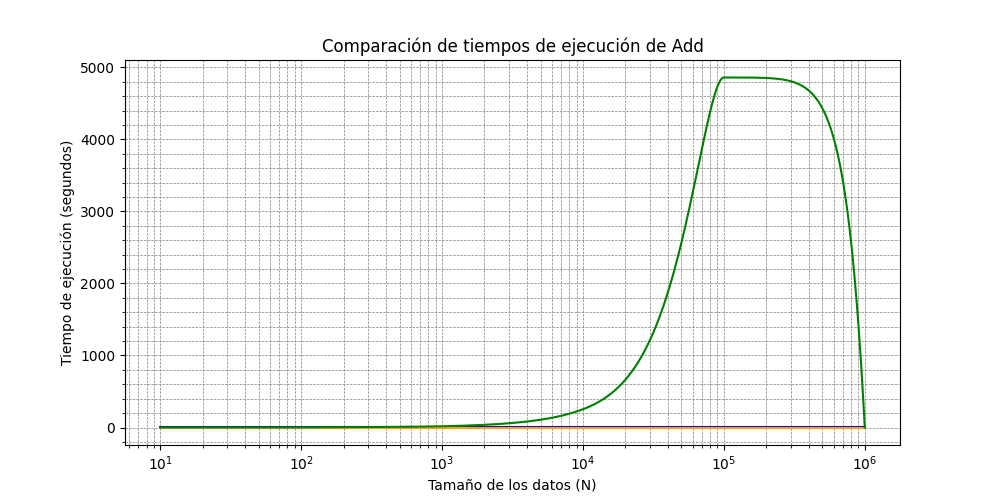 Comparación de tiempos de ejecución de Add
Tiempo de ejecución (segundos)
5000
4000
3000
2000
1000
0
10¹ 10² 10³ 10⁴ 10⁵ 10⁶
Tamaño de los datos (N)